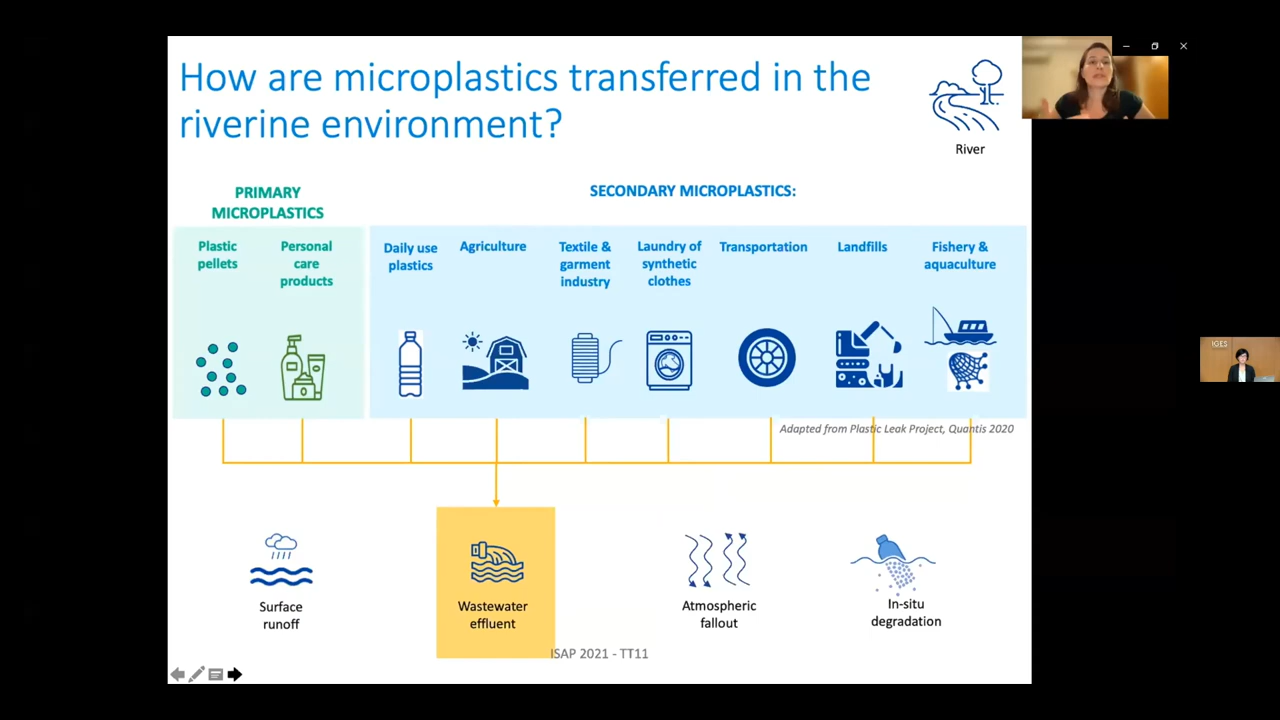 How are microplastics transferred in the
riverine environment?
River
PRIMARY
MICROPLASTICS
SECONDARY MICROPLASTICS:
Plastic
pellets
Personal
care
products
Daily use
plastics
Agriculture
Textile &
garment
industry
Laundry of
synthetic
clothes
Transportation
Landfills
Fishery &
aquaculture
Adapted from Plastic Leak Project, Quantis 2020
Surface
runoff
Wastewater
effluent
Atmospheric
fallout
In-situ
degradation
ISAP 2021 - TT11
IGES